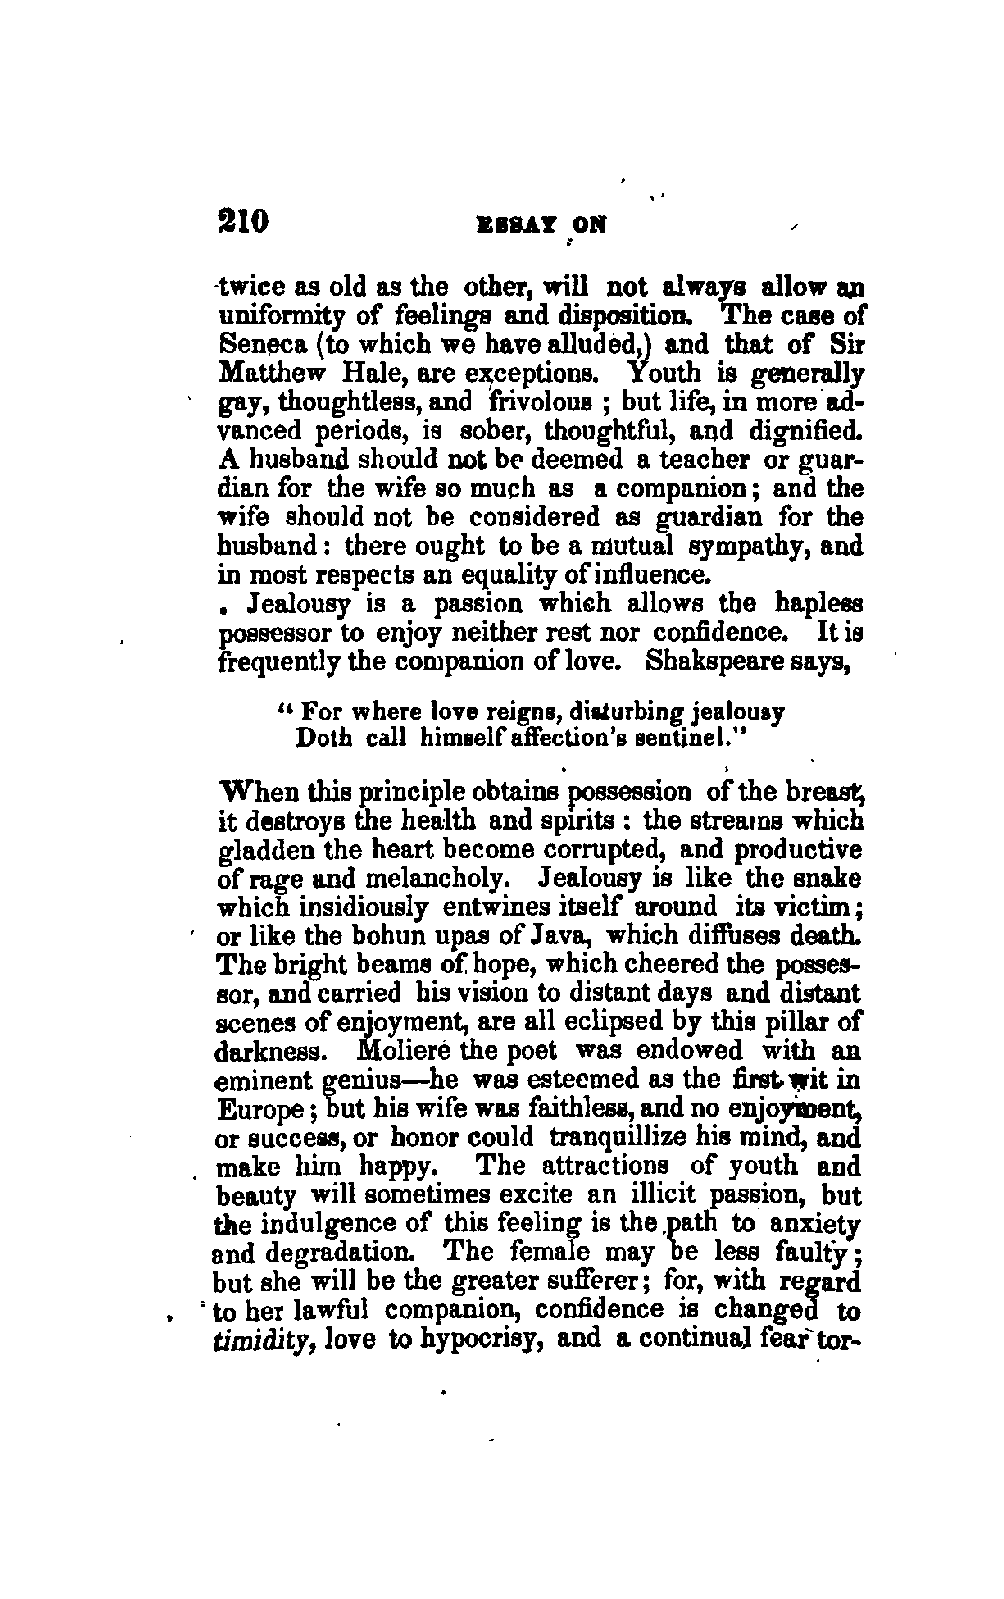 210 ESSAY ON
twice as old as the other, will not always allow an
uniformity of feelings and disposition. The case of
Seneca (to which we have alluded,) and that of Sir
Matthew Hale, are exceptions. Youth is generally
gay, thoughtless, and frivolous ; but life, in more ad-
vanced periods, is sober, thoughtful, and dignified.
A husband should not be deemed a teacher or guar-
dian for the wife so much as a companion; and the
wife should not be considered as guardian for the
husband: there ought to be a mutual sympathy, and
in most respects an equality of influence.
Jealousy is a passion which allows the hapless
possessor to enjoy neither rest nor confidence. It is
frequently the companion of love. Shakspeare says,
“ For where love reigns, disturbing jealousy
Doth call himself affection's sentinel."
When this principle obtains possession of the breast,
it destroys the health and spirits : the streams which
gladden the heart become corrupted, and productive
of rage and melancholy. Jealousy is like the snake
which insidiously entwines itself around its victim;
or like the bohun upas of Java, which diffuses death.
The bright beams of hope, which cheered the posses-
sor, and carried his vision to distant days and distant
scenes of enjoyment, are all eclipsed by this pillar of
darkness. Moliere the poet was endowed with an
eminent genius—he was esteemed as the first wit in
Europe; but his wife was faithless, and no enjoyment,
or success, or honor could tranquillize his mind, and
make him happy. The attractions of youth and
beauty will sometimes excite an illicit passion, but
the indulgence of this feeling is the path to anxiety
and degradation. The female may be less faulty;
but she will be the greater sufferer; for, with regard
to her lawful companion, confidence is changed to
timidity, love to hypocrisy, and a continual fear tor-